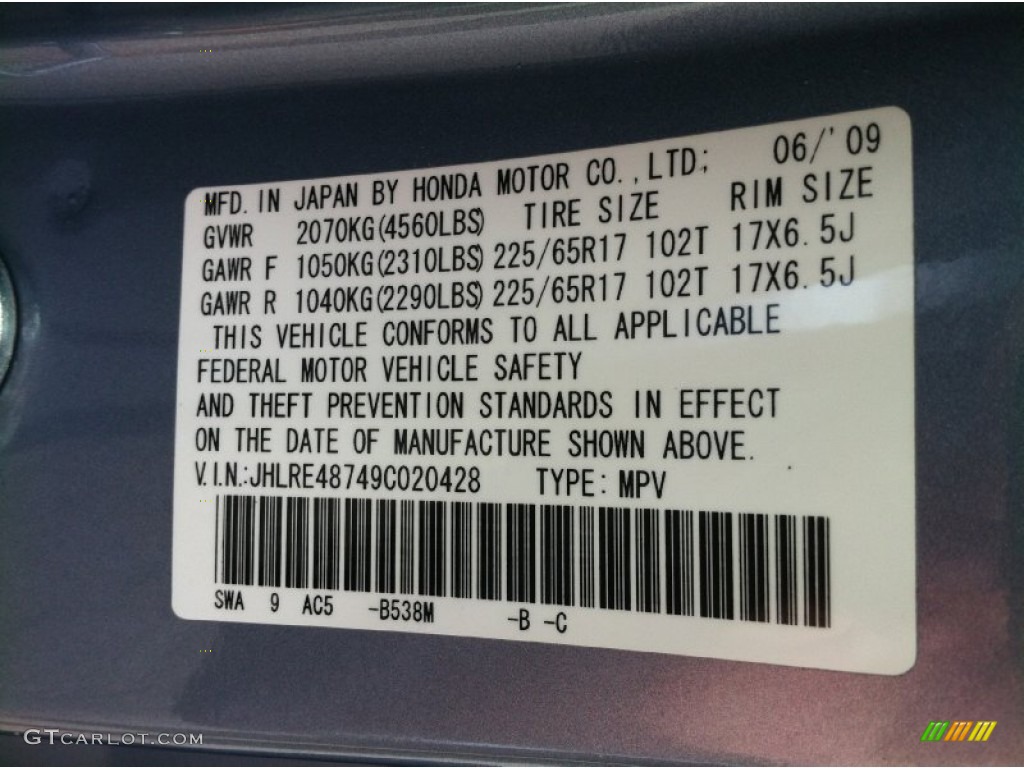 06/'09
MFD. IN JAPAN BY HONDA MOTOR CO.,LTD;
GVWR 2070KG(4560LBS) TIRE SIZE RIM SIZE
GAWR F 1050KG(2310LBS) 225/65R17 102T 17X6.5J
GAWR R 1040KG(2290LBS) 225/65R17 102T 17X6.5J
THIS VEHICLE CONFORMS TO ALL APPLICABLE
FEDERAL MOTOR VEHICLE SAFETY
AND THEFT PREVENTION STANDARDS IN EFFECT
ON THE DATE OF MANUFACTURE SHOWN ABOVE.
V.I.N.:JHLRE48749C020428 TYPE: MPV
SWA 9 AC5 -B538M -B -C
GTCARLOT.COM